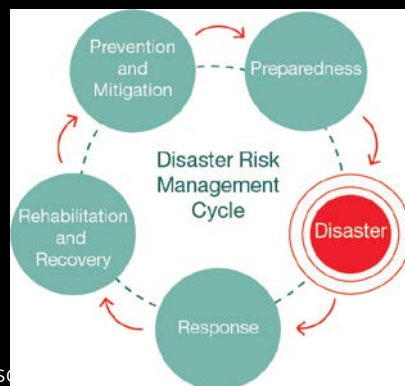 Prevention
and
Mitigation
Preparedness
Disaster Risk
Management
Cycle
Disaster
Rehabilitation
and
Recovery
Response